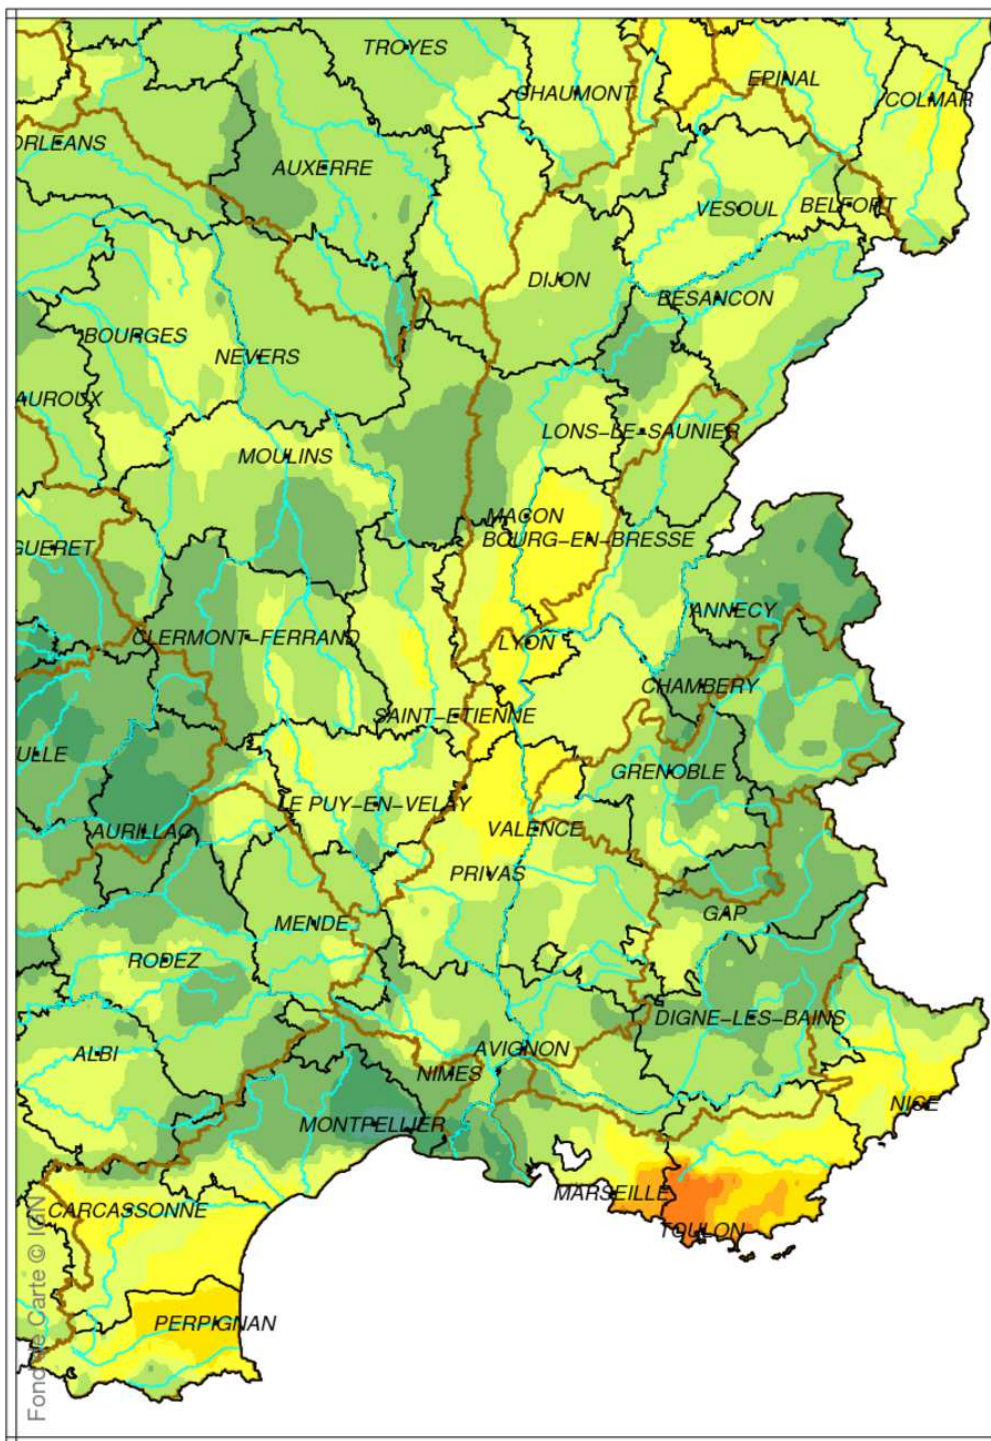 TROYES
EPINAL
CHAUMONT
COLMAR
ORLEANS
AUXERRE
VESOUL
BELFORT
DIJON
BESANCON
BOURGES
NEVERS
AUROUX
LONS-LE-SAUNIER
MOULINS
MACON
BOURG-EN-BRESSE
GUERET
ANNECY
CLERMONT-FERRAND
LYON
CHAMBERY
SAINT-ETIENNE
ULLE
GRENOBLE
LE PUY-EN-VELAY
VALENCE
AURILLAC
PRIVAS
GAP
MENDE
RODEZ
DIGNE-LES-BAINS
AVIGNON
ALBI
NIMES
NICE
MONTPELLIER
MARSEILLE
CARCASSONNE
TOULON
PERPIGNAN
Fond de Carte © IGN